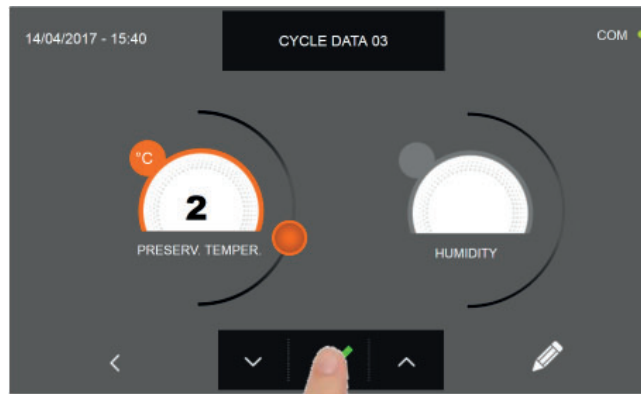 14/04/2017 - 15:40
CYCLE DATA 03
COM
°C
2
PRESERV. TEMPER.
HUMIDITY